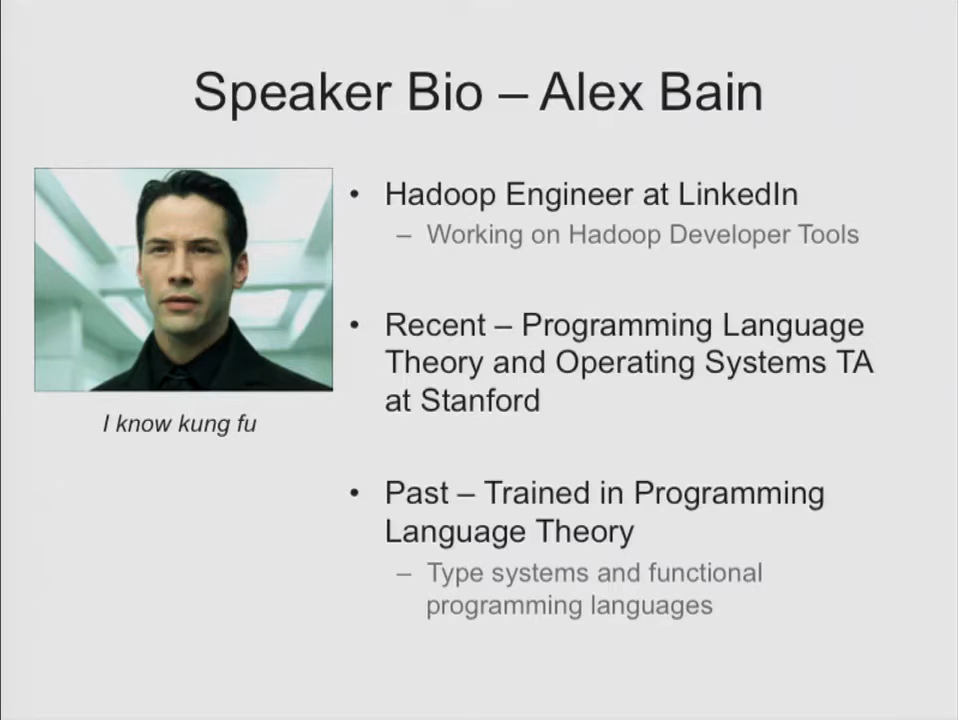 Speaker Bio – Alex Bain
I know kung fu
• Hadoop Engineer at LinkedIn
– Working on Hadoop Developer Tools
• Recent – Programming Language
Theory and Operating Systems TA
at Stanford
• Past – Trained in Programming
Language Theory
– Type systems and functional
programming languages